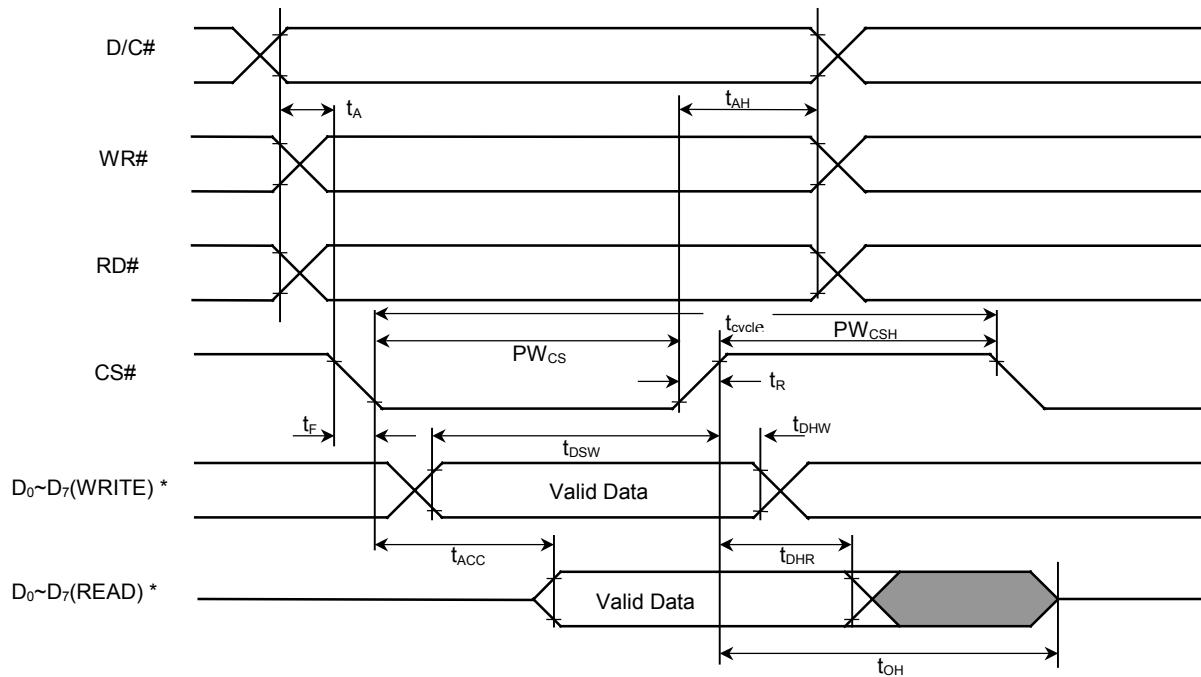 D/C#
tA
tAH
WR#
RD#
tcycle
PWCS
PWCSH
CS#
tR
tF
tDSW
tDHW
D0~D7(WRITE) *
Valid Data
tACC
tDHR
D0~D7(READ) *
Valid Data
tOH